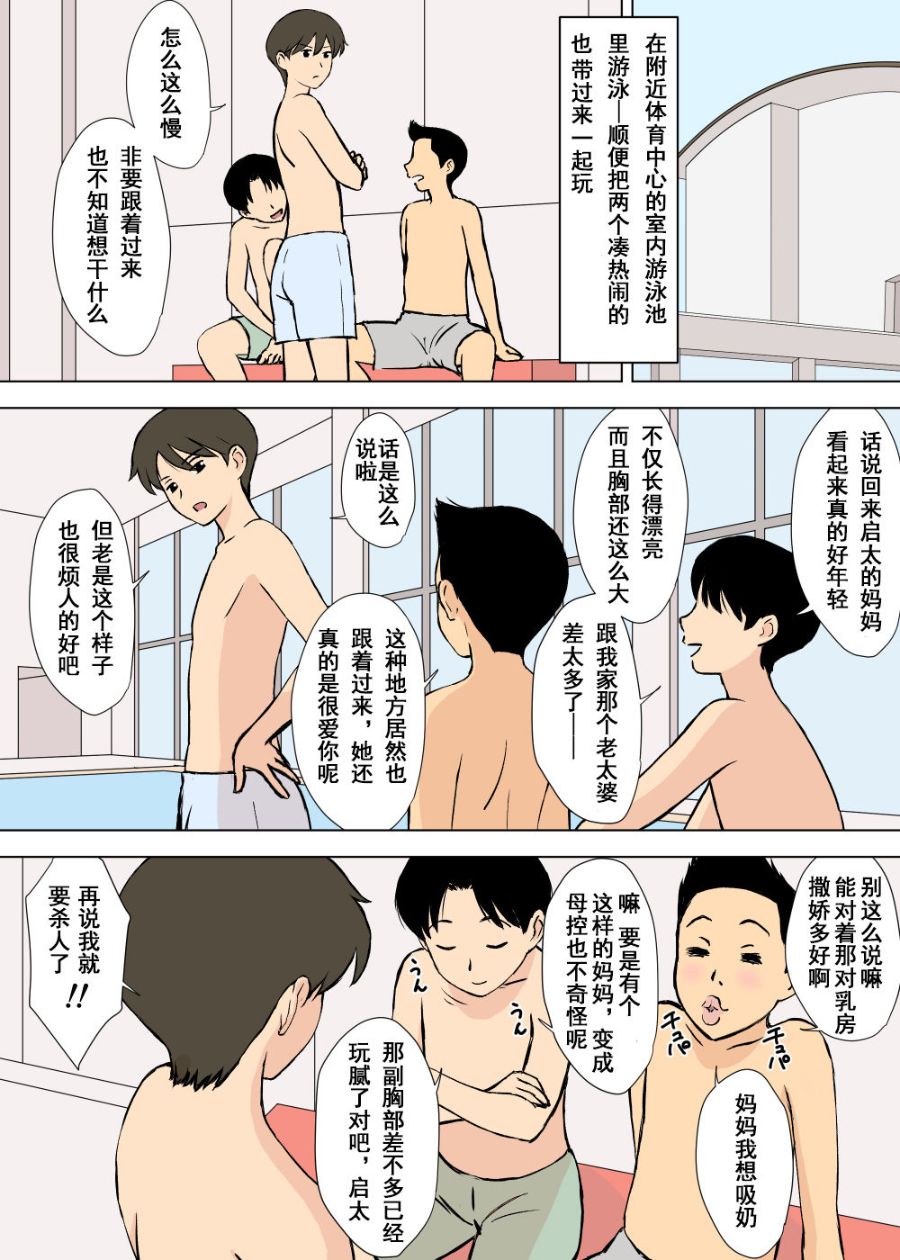 在附近体育中心的室内游泳池
里游泳—顺便把两个凑热闹的
也带过来一起玩
怎么这么慢
非要跟着过来
也不知道想干什么
话说回来启太的妈妈
看起来真的好年轻
不仅长得漂亮
而且胸部还这么大
跟我家那个老太婆
差太多了——
话是这么
说啦
这种地方居然也
跟着过来，她还
真的是很爱你呢
但老是这个样子
也很烦人的好吧
别这么说嘛
能对着那对乳房
撒娇多好啊
チュパ
チュパ
妈妈我想吸奶
嘛 要是有个
这样的妈妈，变成
母控也不奇怪呢
うん
うん
那副胸部差不多已经
玩腻了对吧，启太
再说我就
要杀人了
!!